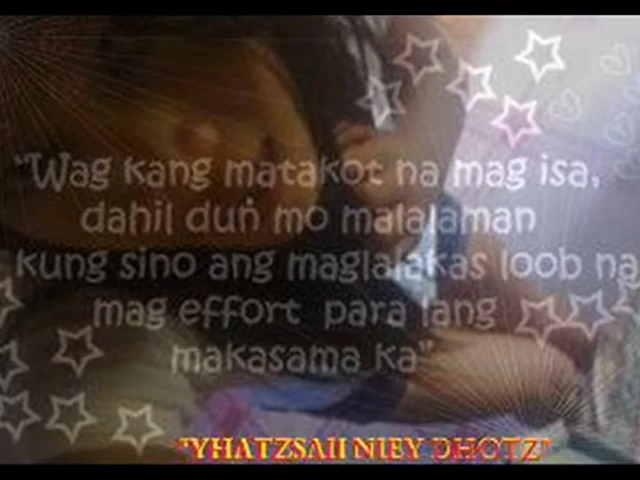 "Wag kang matakot na mag isa,
dahil dun mo malalaman
kung sino ang maglalakas loob na
mag effort para lang
makasama ka"
"YHATZSAII NIEY DHOTZ"